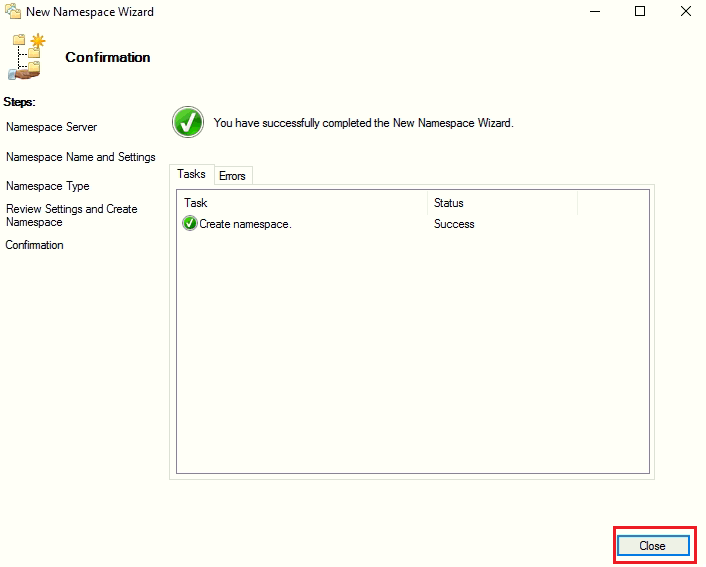 New Namespace Wizard
Confirmation
Steps:
Namespace Server
Namespace Name and Settings
Namespace Type
Review Settings and Create
Namespace
Confirmation
You have successfully completed the New Namespace Wizard.
Tasks Errors
Task Status
Create namespace. Success
Close